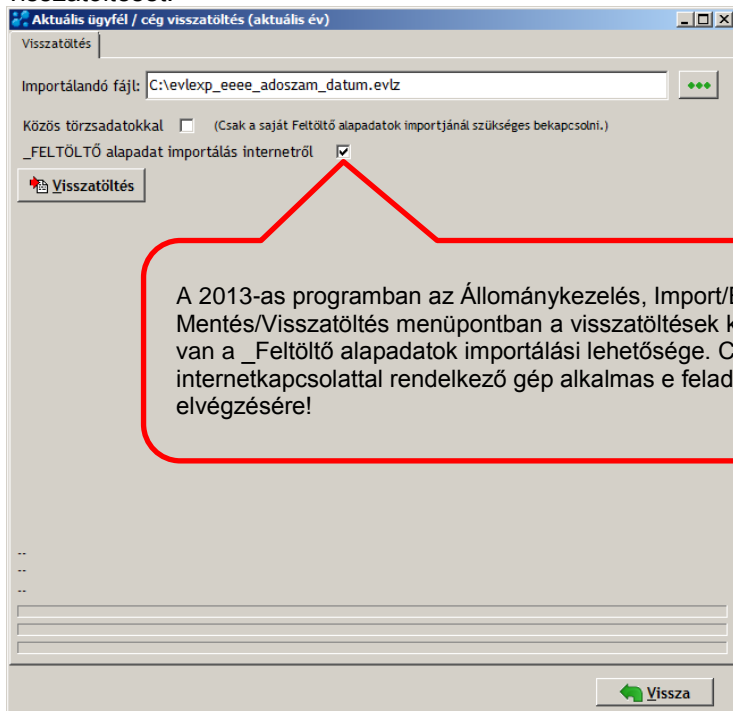 Aktuális ügyfél / cég visszatöltés (aktuális év)
Visszatöltés
Importálandó fájl: C:\evlexp_eeee_adoszam_datum.evlz
Közös törzsadatokkal (Csak a saját Feltöltő alapadatok importjánál szükséges bekapcsolni.)
_FELTÖLTŐ alapadat importálás internetről
Visszatöltés
A 2013-as programban az Állománykezelés, Import/
Mentés/Visszatöltés menüpontban a visszatöltések
van a _Feltöltő alapadatok importálási lehetősége.
internetkapcsolattal rendelkező gép alkalmas e felad
elvégzésére!
--
--
--
Vissza